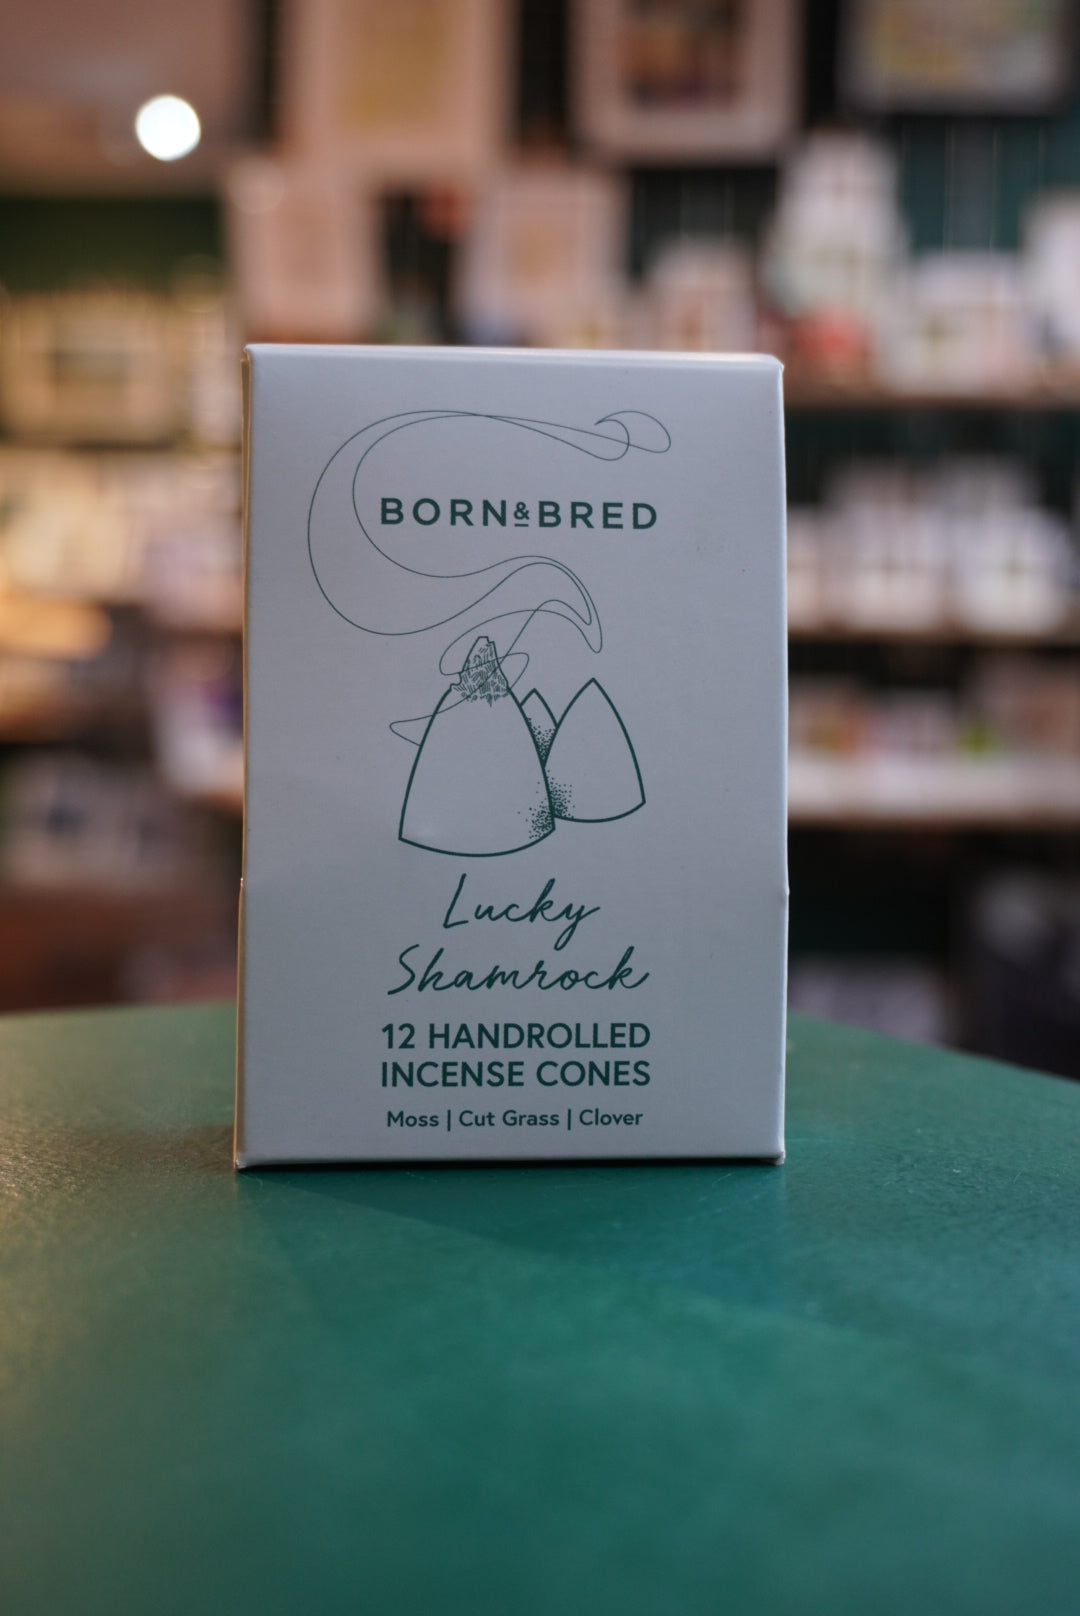 BORN&BRED
Lucky
Shamrock
12 HANDROLLED
INCENSE CONES
Moss | Cut Grass | Clover